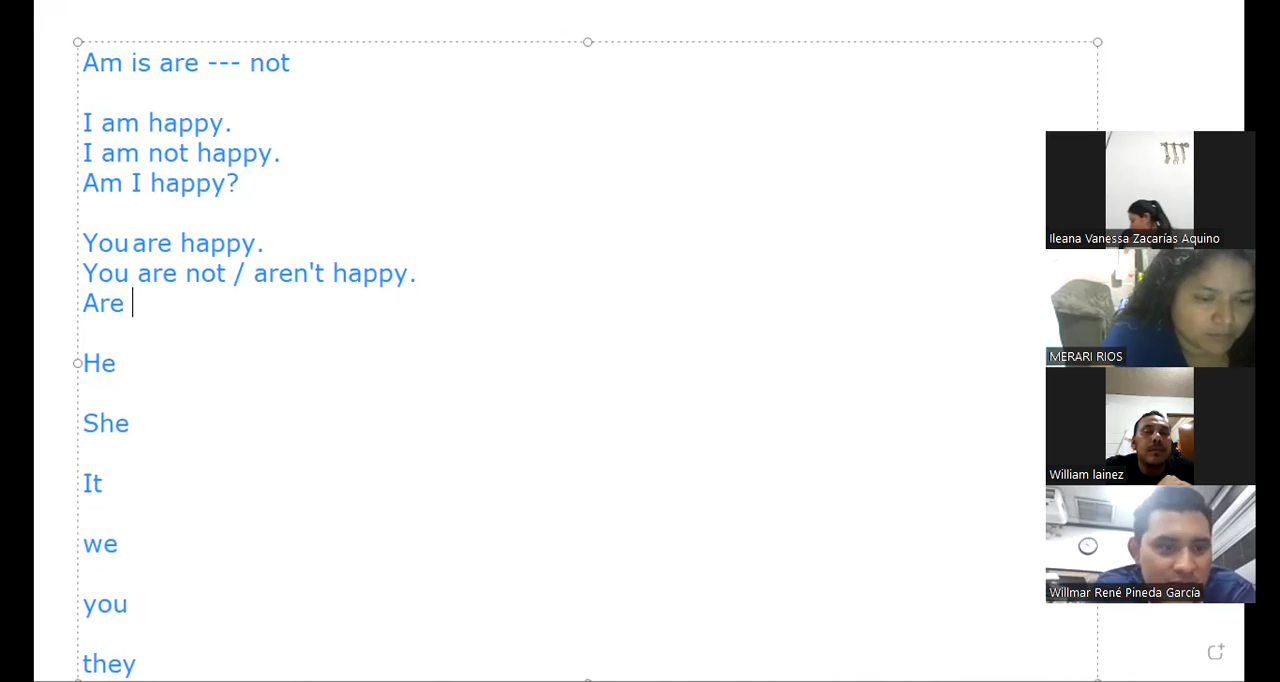 Am is are --- not
I am happy.
I am not happy.
Am I happy?
You are happy.
You are not / aren't happy.
Are
He
She
It
we
you
they
Ileana Vanessa Zacarías Aquino
MERARI RIOS
William lainez
Willmar René Pineda García